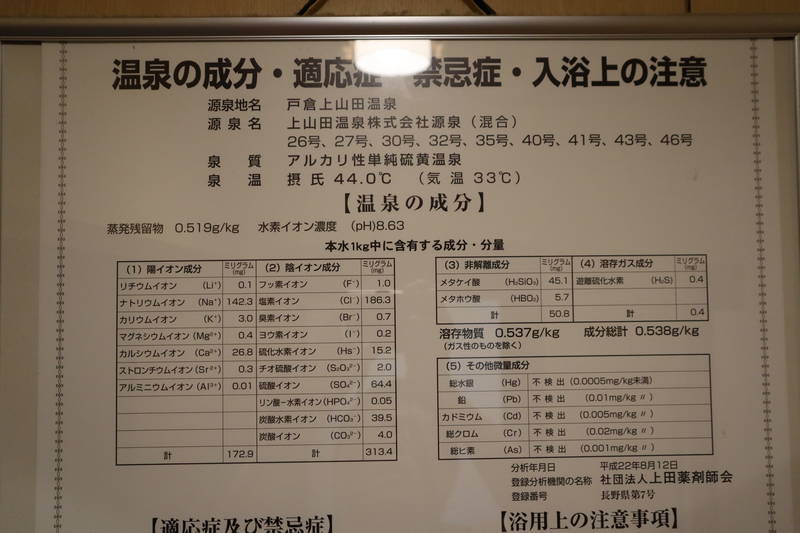 温泉の成分・適応症・禁忌症・入浴上の注意
源泉地名 戸倉上山田温泉
源泉名 上山田温泉株式会社源泉（混合）
26号、27号、30号、32号、35号、40号、41号、43号、46号
泉質 アルカリ性単純硫黄温泉
泉温 摂氏 44.0℃ （気温 33℃）
【温泉の成分】
蒸発残留物 0.519g/kg 水素イオン濃度 (pH)8.63
本水1kg中に含有する成分・分量
(1) 陽イオン成分 ミリグラム(mg)
リチウムイオン (Li⁺) 0.1
ナトリウムイオン (Na⁺) 142.3
カリウムイオン (K⁺) 3.0
マグネシウムイオン (Mg²⁺) 0.4
カルシウムイオン (Ca²⁺) 26.8
ストロンチウムイオン (Sr²⁺) 0.3
アルミニウムイオン (Al³⁺) 0.01
計 172.9
(2) 陰イオン成分 ミリグラム(mg)
フッ素イオン (F⁻) 1.0
塩素イオン (Cl⁻) 186.3
臭素イオン (Br⁻) 0.7
ヨウ素イオン (I⁻) 0.2
硫化水素イオン (Hs⁻) 15.2
チオ硫酸イオン (S₂O₃²⁻) 2.0
硫酸イオン (SO₄²⁻) 64.4
リン酸一水素イオン (HPO₄²⁻) 0.05
炭酸水素イオン (HCO₃⁻) 39.5
炭酸イオン (CO₃²⁻) 4.0
計 313.4
(3) 非解離成分 ミリグラム(mg)
メタケイ酸 (H₂SiO₃) 45.1
メタホウ酸 (HBO₂) 5.7
計 50.8
(4) 溶存ガス成分 ミリグラム(mg)
遊離硫化水素 (H₂S) 0.4
計 0.4
溶存物質 0.537g/kg 成分総計 0.538g/kg
(ガス性のものを除く)
(5) その他微量成分
総水銀 (Hg) 不検出 (0.0005mg/kg未満)
鉛 (Pb) 不検出 (0.01mg/kg 〃)
カドミウム (Cd) 不検出 (0.005mg/kg 〃)
総クロム (Cr) 不検出 (0.02mg/kg 〃)
総ヒ素 (As) 不検出 (0.001mg/kg 〃)
分析年月日 平成22年8月12日
登録分析機関の名称 社団法人上田薬剤師会
登録番号 長野県第7号
【適応症及び禁忌症】
【浴用上の注意事項】